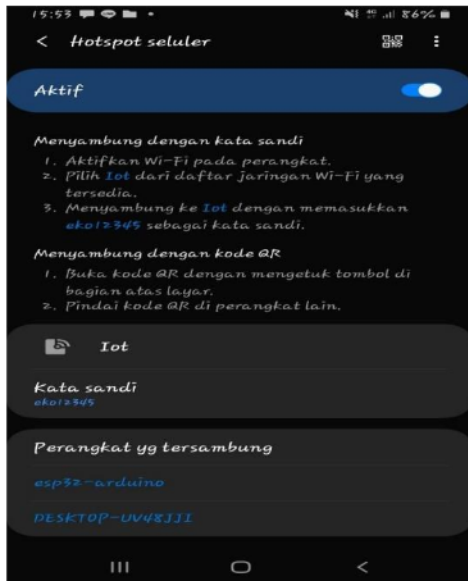 15:53
86%
Hotspot seluler
Aktif
Menyambung dengan kata sandi
1. Aktifkan Wi-Fi pada perangkat.
2. Pilih Iot dari daftar jaringan Wi-Fi yang
tersedia.
3. Menyambung ke Iot dengan memasukkan
eko12345 sebagai kata sandi.
Menyambung dengan kode QR
1. Buka kode QR dengan mengetuk tombol di
bagian atas layar.
2. Pindai kode QR di perangkat lain.
Iot
Kata sandi
eko12345
Perangkat yg tersambung
esp32-arduino
DESKTOP-UV48JJI